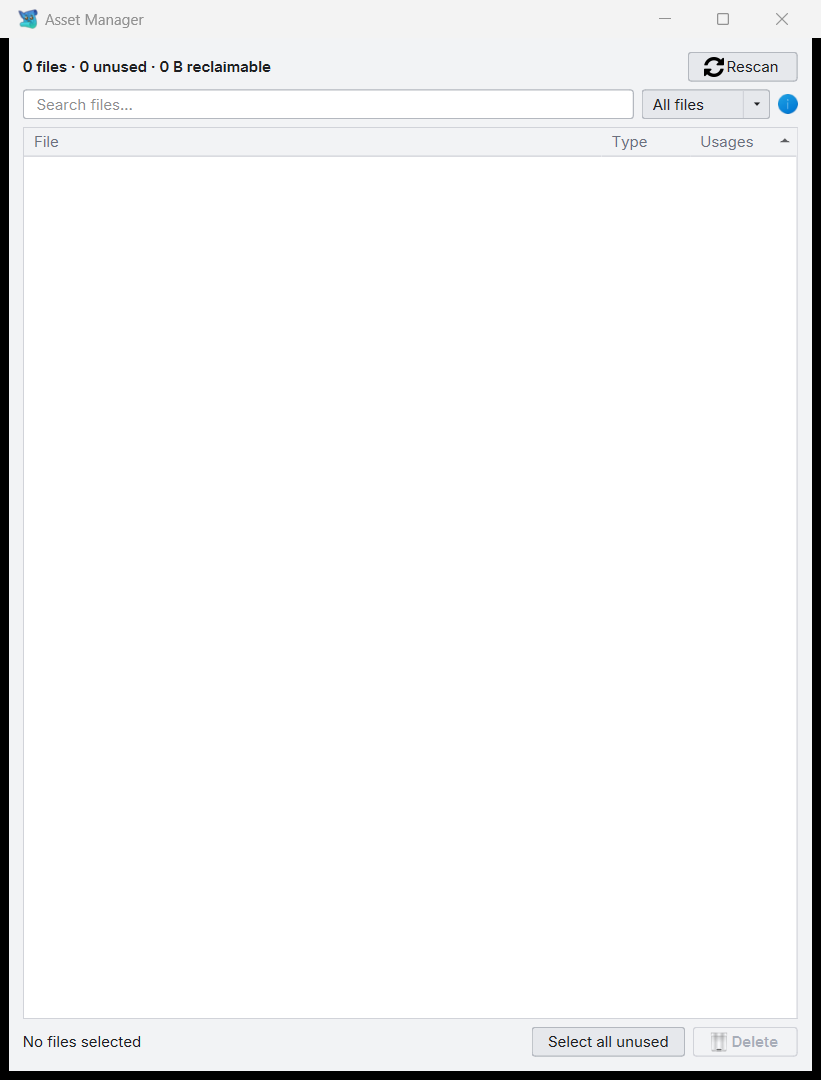 Asset Manager
0 files · 0 unused · 0 B reclaimable
Rescan
Search files...
All files
File Type Usages
No files selected
Select all unused
Delete